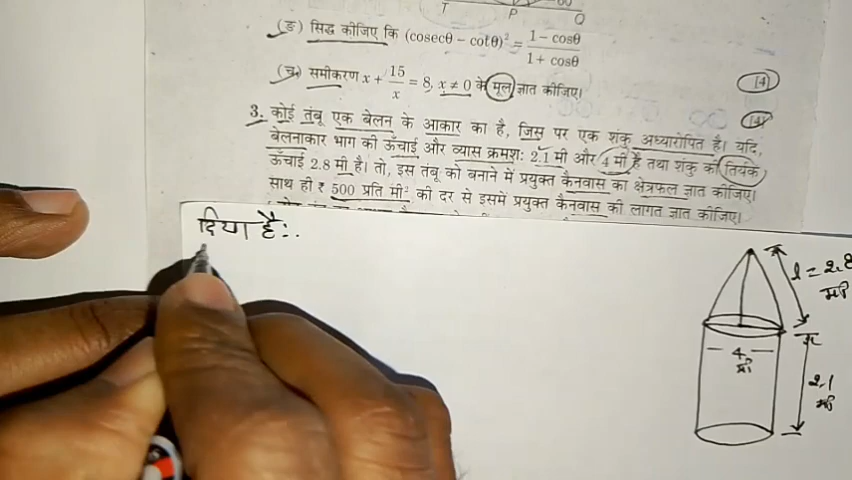 T P Q
(ङ) सिद्ध कीजिए कि (cosecθ – cotθ)² = 1 – cosθ / 1 + cosθ
(च) समीकरण x + 15/x = 8, x ≠ 0 के मूल ज्ञात कीजिए।
[4]
[4]
3. कोई तंबू एक बेलन के आकार का है, जिस पर एक शंकु अध्यारोपित है। यदि,
बेलनाकार भाग की ऊँचाई और व्यास क्रमशः 2.1 मी और 4 मी है तथा शंकु की तिर्यक
ऊँचाई 2.8 मी है। तो, इस तंबू को बनाने में प्रयुक्त कैनवास का क्षेत्रफल ज्ञात कीजिए।
साथ ही ₹ 500 प्रति मी² की दर से इसमें प्रयुक्त कैनवास की लागत ज्ञात कीजिए।
दिया है:-
l = 2.8
मी
4
मी
2.1
मी